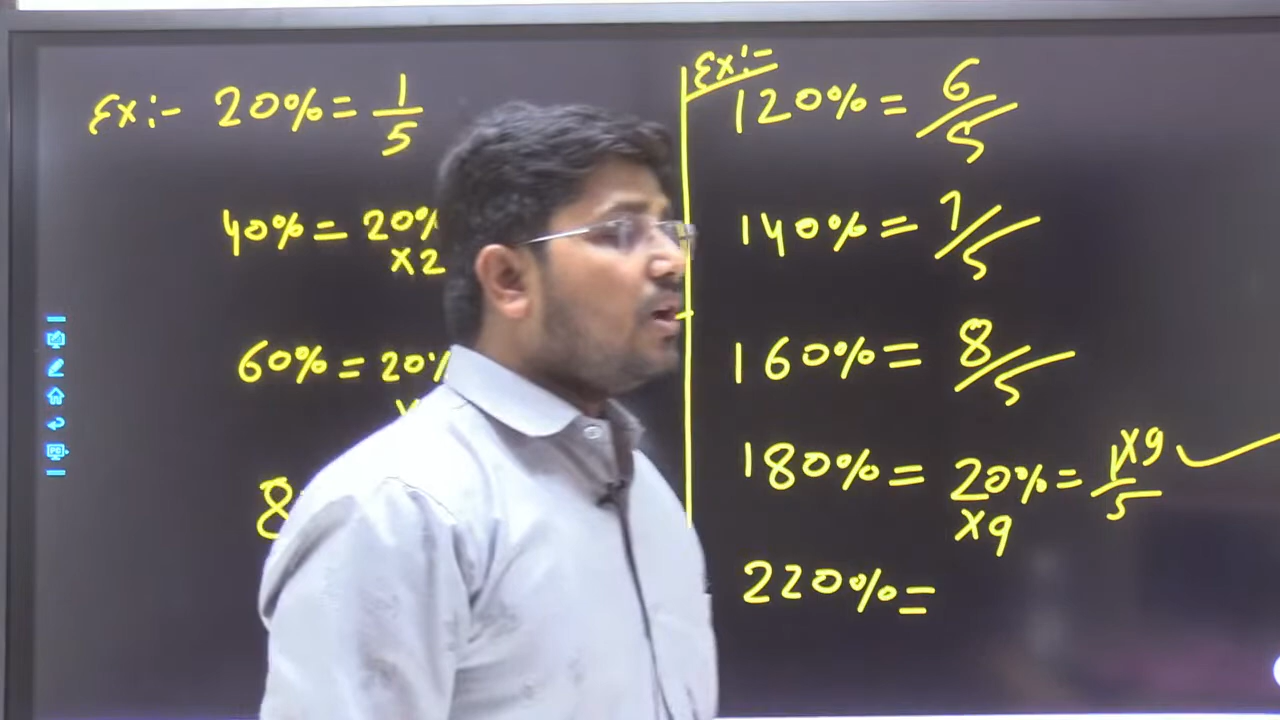 Ex:- 20% = 1/5
40% = 20%
×2
60% = 20%
8
Ex:-
120% = 6/5
140% = 7/5
160% = 8/5
180% = 20% = 1×9/5
×9
220% =